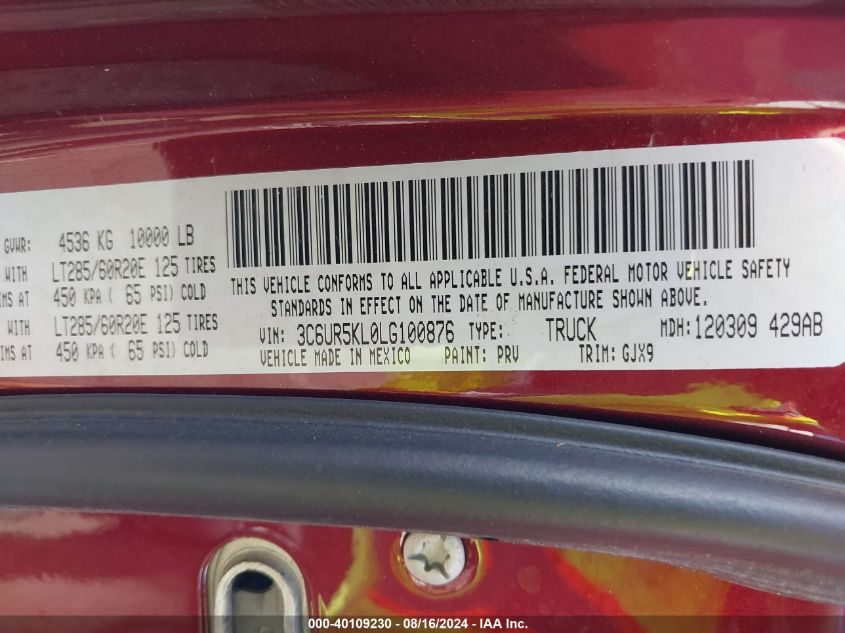 GVWR: 4536 KG 10000 LB
WITH LT285/60R20E 125 TIRES
IMS AT 450 KPA ( 65 PSI) COLD
WITH LT285/60R20E 125 TIRES
IMS AT 450 KPA ( 65 PSI) COLD
THIS VEHICLE CONFORMS TO ALL APPLICABLE U.S.A. FEDERAL MOTOR VEHICLE SAFETY
STANDARDS IN EFFECT ON THE DATE OF MANUFACTURE SHOWN ABOVE.
VIN: 3C6UR5KL0LG100876 TYPE: TRUCK MDH: 120309 429AB
VEHICLE MADE IN MEXICO PAINT: PRV TRIM: GJX9
000-40109230 - 08/16/2024 - IAA Inc.